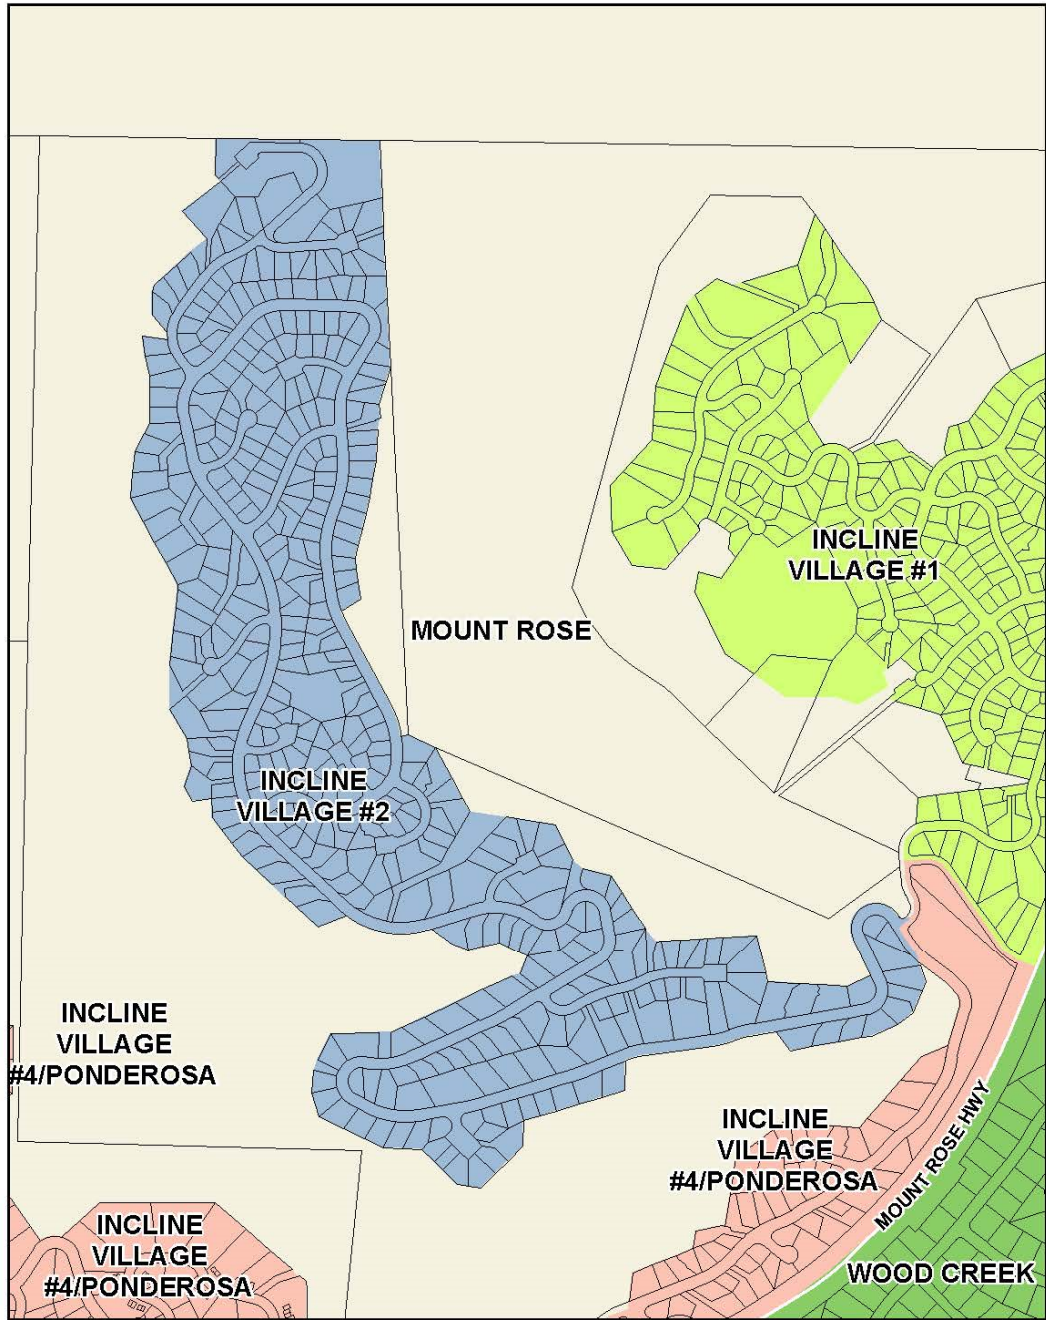 INCLINE
VILLAGE #1
MOUNT ROSE
INCLINE
VILLAGE #2
INCLINE
VILLAGE
#4/PONDEROSA
INCLINE
VILLAGE
#4/PONDEROSA
MOUNT ROSE HWY
INCLINE
VILLAGE
#4/PONDEROSA
WOOD CREEK